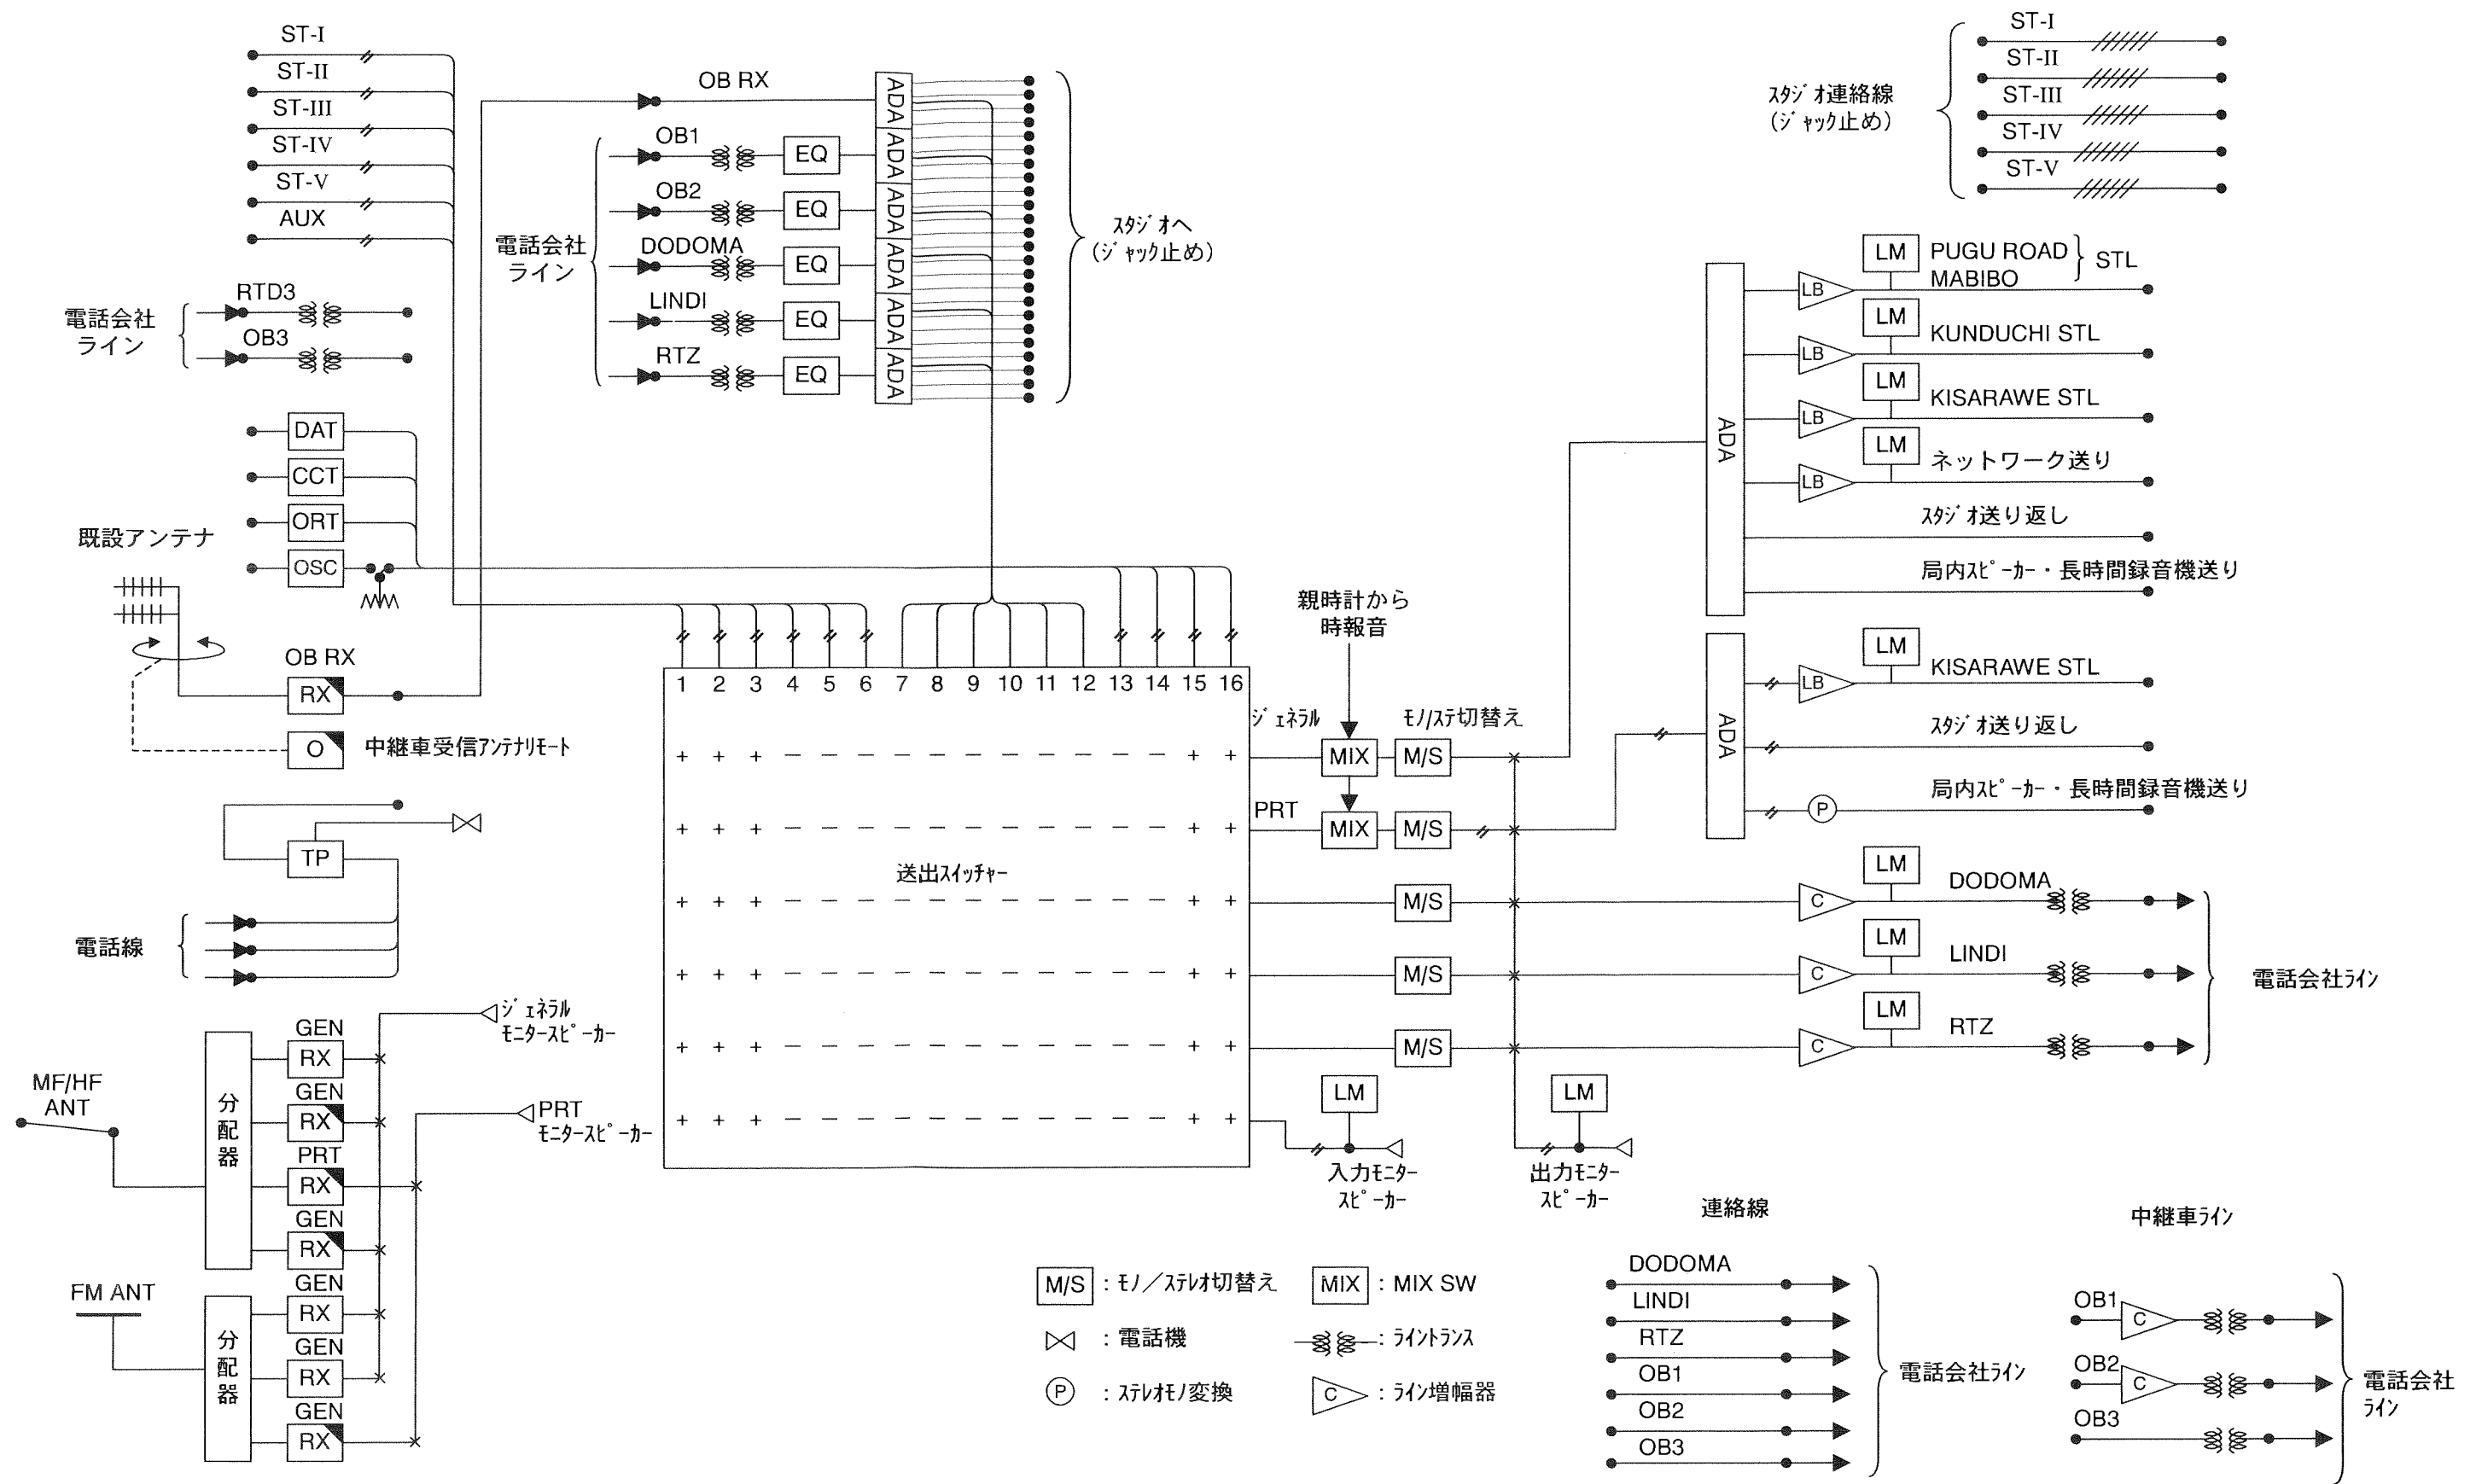 ST-I
ST-II
ST-III
ST-IV
ST-V
AUX
電話会社
ライン
RTD3
OB3
DAT
CCT
ORT
OSC
既設アンテナ
OB RX
RX
O
中継車受信ｱﾝﾃﾅﾘﾓｰﾄ
TP
電話線
MF/HF
ANT
FM ANT
分
配
器
分
配
器
GEN
RX
GEN
RX
PRT
RX
GEN
RX
GEN
RX
GEN
RX
GEN
RX
ｼﾞｪﾈﾗﾙ
ﾓﾆﾀｰｽﾋﾟｰｶｰ
PRT
ﾓﾆﾀｰｽﾋﾟｰｶｰ
OB RX
ADA
電話会社
ライン
OB1
EQ
ADA
OB2
EQ
ADA
DODOMA
EQ
ADA
LINDI
EQ
ADA
RTZ
EQ
ADA
ｽﾀｼﾞｵへ
(ｼﾞｬｯｸ止め)
1 2 3 4 5 6 7 8 9 10 11 12 13 14 15 16
+ + + − − − − − − − − − − − + +
+ + + − − − − − − − − − − − + +
送出ｽｲｯﾁｬｰ
+ + + − − − − − − − − − − − + +
+ + + − − − − − − − − − − − + +
+ + + − − − − − − − − − − − + +
+ + + − − − − − − − − − − − + +
親時計から
時報音
ｼﾞｪﾈﾗﾙ
MIX
ﾓﾉ/ｽﾃ切替え
M/S
PRT
MIX
M/S
M/S
M/S
M/S
LM
入力ﾓﾆﾀｰ
ｽﾋﾟｰｶｰ
LM
出力ﾓﾆﾀｰ
ｽﾋﾟｰｶｰ
ｽﾀｼﾞｵ連絡線
(ｼﾞｬｯｸ止め)
ST-I
ST-II
ST-III
ST-IV
ST-V
ADA
LB
LM
PUGU ROAD
MABIBO
STL
LB
LM
KUNDUCHI STL
LB
LM
KISARAWE STL
LB
LM
ネットワーク送り
ｽﾀｼﾞｵ送り返し
局内ｽﾋﾟｰｶｰ・長時間録音機送り
ADA
LB
LM
KISARAWE STL
ｽﾀｼﾞｵ送り返し
P
局内ｽﾋﾟｰｶｰ・長時間録音機送り
C
LM
DODOMA
C
LM
LINDI
C
LM
RTZ
電話会社ﾗｲﾝ
M/S : ﾓﾉ／ｽﾃﾚｵ切替え
MIX : MIX SW
: 電話機
: ﾗｲﾝﾄﾗﾝｽ
P : ｽﾃﾚｵﾓﾉ変換
C : ﾗｲﾝ増幅器
連絡線
DODOMA
LINDI
RTZ
OB1
OB2
OB3
電話会社ﾗｲﾝ
中継車ﾗｲﾝ
OB1
C
OB2
C
OB3
電話会社
ﾗｲﾝ